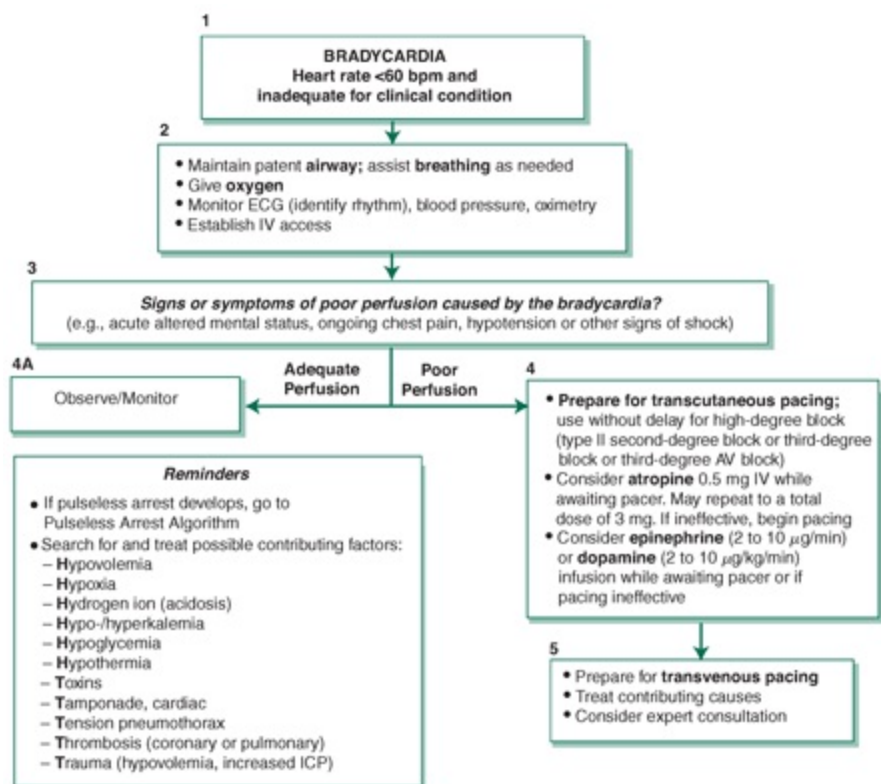 1
BRADYCARDIA
Heart rate <60 bpm and
inadequate for clinical condition
2
• Maintain patent airway; assist breathing as needed
• Give oxygen
• Monitor ECG (identify rhythm), blood pressure, oximetry
• Establish IV access
3
Signs or symptoms of poor perfusion caused by the bradycardia?
(e.g., acute altered mental status, ongoing chest pain, hypotension or other signs of shock)
4A
Adequate
Perfusion
Poor
Perfusion
Observe/Monitor
4
• Prepare for transcutaneous pacing;
use without delay for high-degree block
(type II second-degree block or third-degree
block or third-degree AV block)
• Consider atropine 0.5 mg IV while
awaiting pacer. May repeat to a total
dose of 3 mg. If ineffective, begin pacing
• Consider epinephrine (2 to 10 μg/min)
or dopamine (2 to 10 μg/kg/min)
infusion while awaiting pacer or if
pacing ineffective
Reminders
• If pulseless arrest develops, go to
Pulseless Arrest Algorithm
• Search for and treat possible contributing factors:
– Hypovolemia
– Hypoxia
– Hydrogen ion (acidosis)
– Hypo-/hyperkalemia
– Hypoglycemia
– Hypothermia
– Toxins
– Tamponade, cardiac
– Tension pneumothorax
– Thrombosis (coronary or pulmonary)
– Trauma (hypovolemia, increased ICP)
5
• Prepare for transvenous pacing
• Treat contributing causes
• Consider expert consultation